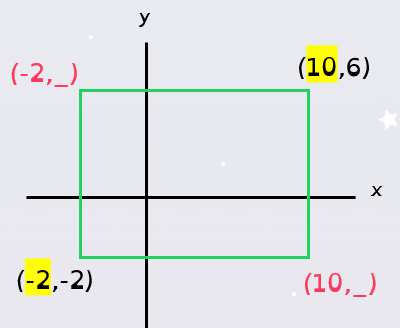 y
(-2,_)
(10,6)
x
(-2,-2)
(10,_)